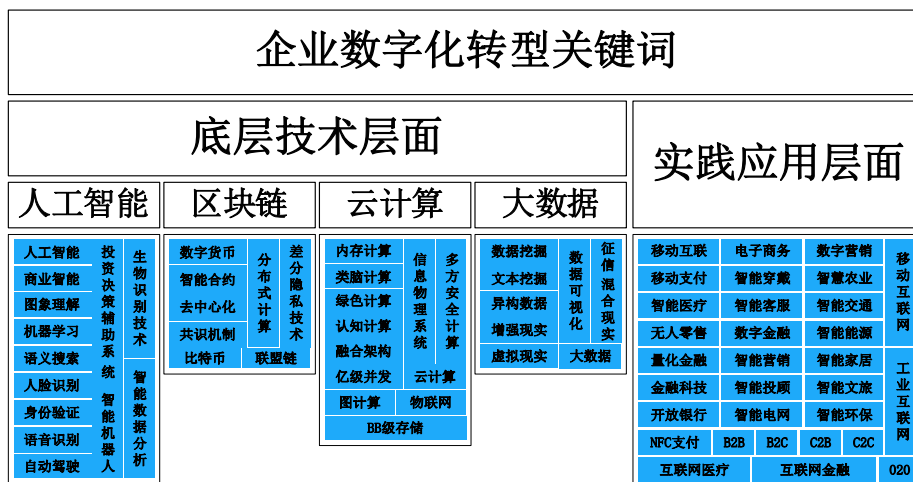 企业数字化转型关键词
底层技术层面
实践应用层面
人工智能
区块链
云计算
大数据
人工智能
商业智能
图象理解
机器学习
语义搜索
人脸识别
身份验证
语音识别
自动驾驶
投资决策辅助系统
智能机器人
生物识别技术
智能数据分析
数字货币
智能合约
去中心化
共识机制
分布式计算
差分隐私技术
比特币
联盟链
内存计算
类脑计算
绿色计算
认知计算
融合架构
亿级并发
信息物理系统
多方安全计算
云计算
图计算
物联网
BB级存储
数据挖掘
文本挖掘
异构数据
增强现实
虚拟现实
数据可视化
征信
混合现实
大数据
移动互联 电子商务 数字营销
移动支付 智能穿戴 智慧农业
智能医疗 智能客服 智能交通
无人零售 数字金融 智能能源
量化金融 智能营销 智能家居
金融科技 智能投顾 智能文旅
开放银行 智能电网 智能环保
移动互联网
工业互联网
NFC支付 B2B B2C C2B C2C
互联网医疗 互联网金融 020